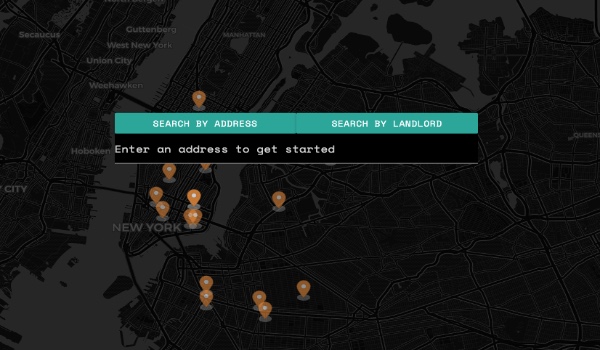 Secaucus
Guttenberg
West New York
MANHATTAN
Union City
Weehawken
SEARCH BY ADDRESS
SEARCH BY LANDLORD
Enter an address to get started
Hoboken
NEW YORK